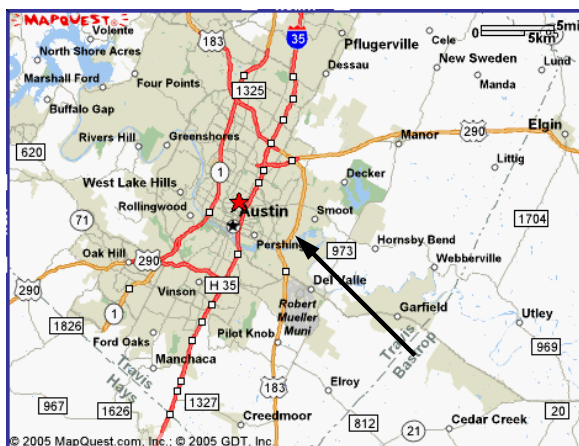 MAPQUEST
Volente
183
35
Pflugerville
Cele
0
5mi
5km
North Shore Acres
Four Points
Dessau
New Sweden
Lund
Marshall Ford
1325
Manda
Buffalo Gap
Rivers Hill
Greenshores
290
Elgin
Manor
620
1
Littig
West Lake Hills
Decker
Rollingwood
Austin
Smoot
1704
71
Pershing
973
Hornsby Bend
Oak Hill
290
Webberville
Del Valle
290
Vinson
H 35
Robert
Mueller
Muni
Garfield
Utley
1
1826
Ford Oaks
Pilot Knob
Travis
Bastrop
969
Manchaca
Travis
Hays
183
Elroy
967
1626
1327
Creedmoor
812
21
Cedar Creek
20
© 2005 MapQuest.com, Inc.; © 2005 GDT, Inc